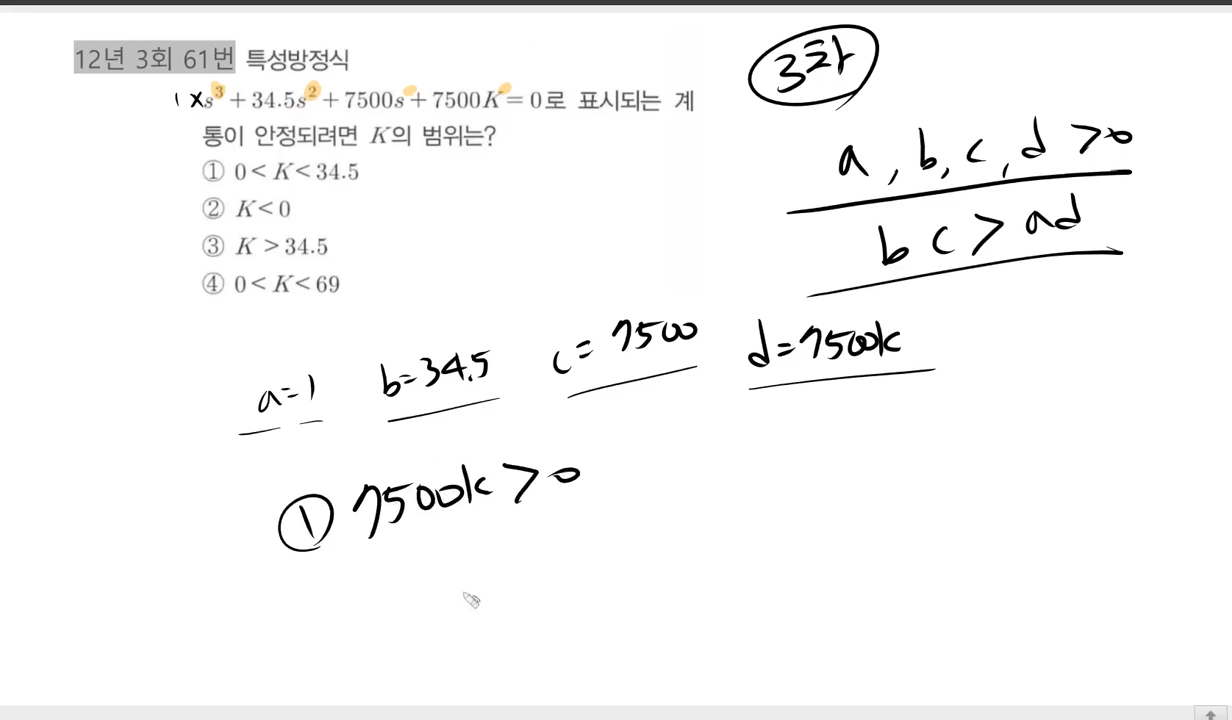 12년 3회 61번 특성방정식
1×s³ + 34.5s² + 7500s + 7500K = 0로 표시되는 계
통이 안정되려면 K의 범위는?
① 0 < K < 34.5
② K < 0
③ K > 34.5
④ 0 < K < 69
3차
a, b, c, d > 0
bc > ad
a=1 b=34.5 c=7500 d=7500k
① 7500k > 0